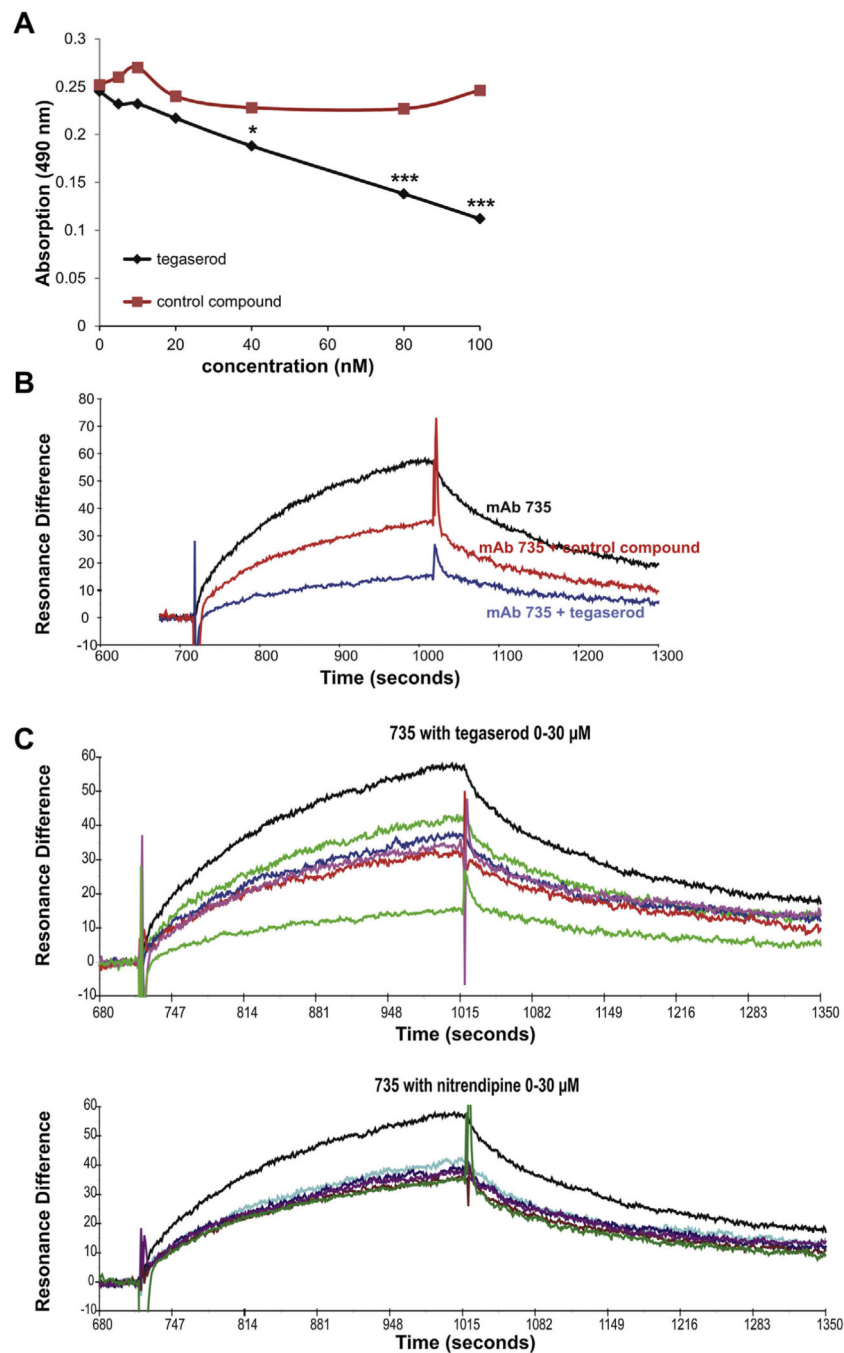 A
0.3
0.25
0.2
0.15
0.1
0.05
0
Absorption (490 nm)
*
***
***
tegaserod
control compound
0 20 40 60 80 100
concentration (nM)
B
80
70
60
50
40
30
20
10
0
-10
Resonance Difference
mAb 735
mAb 735 + control compound
mAb 735 + tegaserod
600 700 800 900 1000 1100 1200 1300
Time (seconds)
C
735 with tegaserod 0-30 µM
60
50
40
30
20
10
0
-10
Resonance Difference
680 747 814 881 948 1015 1082 1149 1216 1283 1350
Time (seconds)
735 with nitrendipine 0-30 µM
60
50
40
30
20
10
0
-10
Resonance Difference
680 747 814 881 948 1015 1082 1149 1216 1283 1350
Time (seconds)